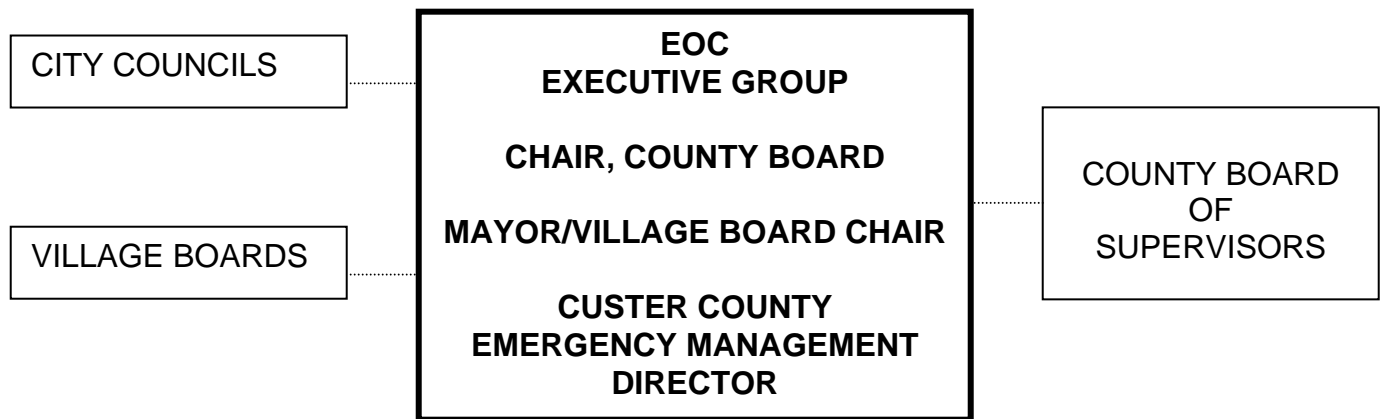 CITY COUNCILS
VILLAGE BOARDS
EOC
EXECUTIVE GROUP
CHAIR, COUNTY BOARD
MAYOR/VILLAGE BOARD CHAIR
CUSTER COUNTY
EMERGENCY MANAGEMENT
DIRECTOR
COUNTY BOARD
OF
SUPERVISORS